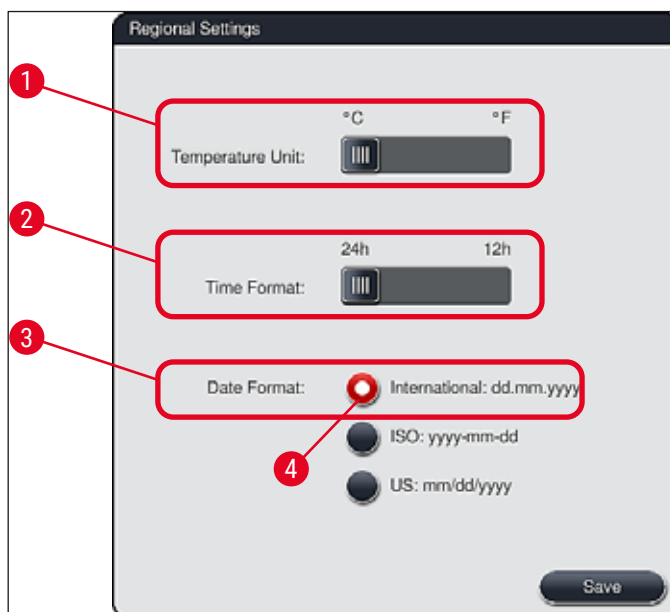 Regional Settings
1
°C °F
Temperature Unit:
2
24h 12h
Time Format:
3
Date Format: International: dd.mm.yyyy
ISO: yyyy-mm-dd
4
US: mm/dd/yyyy
Save